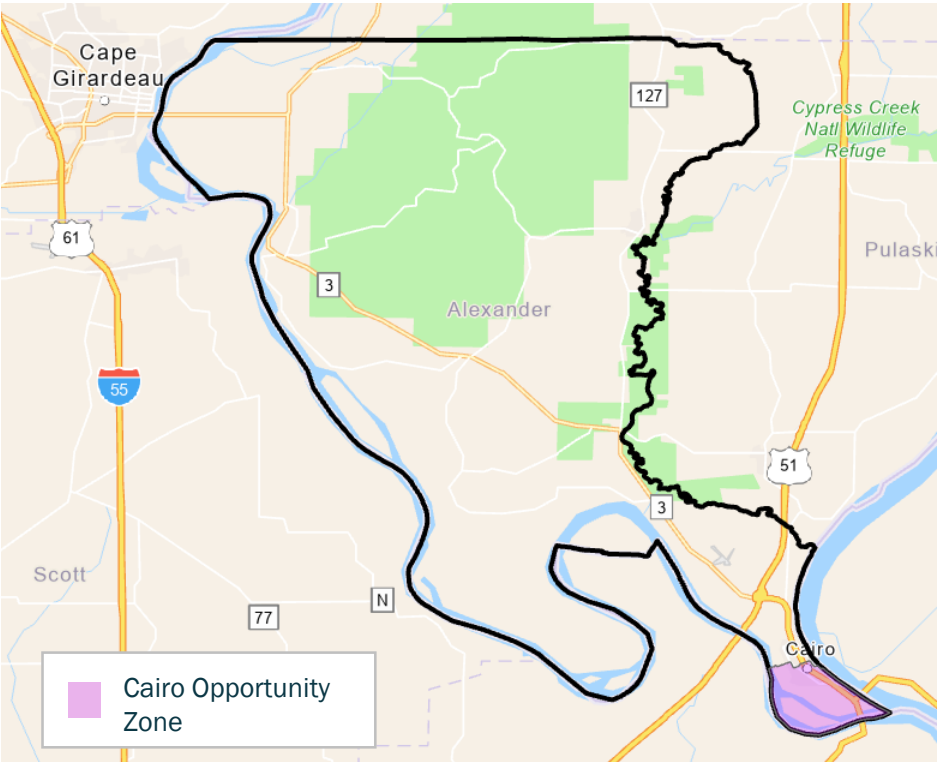 Cape
Girardeau
127
Cypress Creek
Natl Wildlife
Refuge
61
Pulaski
3
Alexander
55
51
3
Scott
N
77
Cairo
Cairo Opportunity
Zone